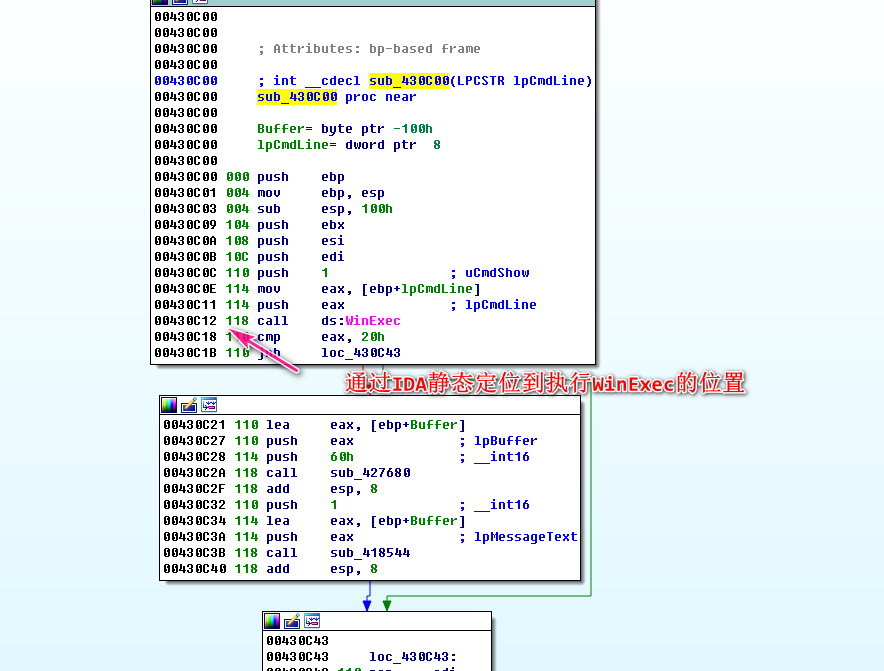 00430C00
00430C00
00430C00 ; Attributes: bp-based frame
00430C00
00430C00 ; int __cdecl sub_430C00(LPCSTR lpCmdLine)
00430C00 sub_430C00 proc near
00430C00
00430C00 Buffer= byte ptr -100h
00430C00 lpCmdLine= dword ptr  8
00430C00
00430C00 000 push ebp
00430C01 004 mov ebp, esp
00430C03 004 sub esp, 100h
00430C09 104 push ebx
00430C0A 108 push esi
00430C0B 10C push edi
00430C0C 110 push 1 ; uCmdShow
00430C0E 114 mov eax, [ebp+lpCmdLine]
00430C11 114 push eax ; lpCmdLine
00430C12 118 call ds:WinExec
00430C18 cmp eax, 20h
00430C1B 110 loc_430C43
通过IDA静态定位到执行WinExec的位置
00430C21 110 lea eax, [ebp+Buffer]
00430C27 110 push eax ; lpBuffer
00430C28 114 push 60h ; __int16
00430C2A 118 call sub_427680
00430C2F 118 add esp, 8
00430C32 110 push 1 ; __int16
00430C34 114 lea eax, [ebp+Buffer]
00430C3A 114 push eax ; lpMessageText
00430C3B 118 call sub_418544
00430C40 118 add esp, 8
00430C43
00430C43 loc_430C43: